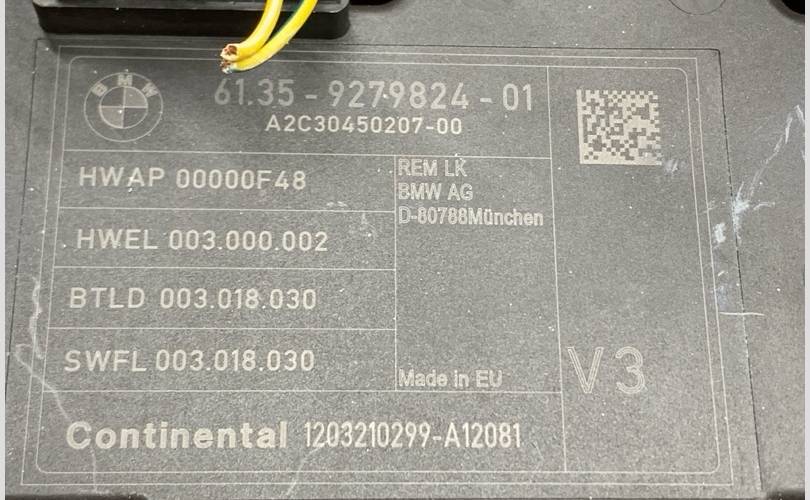 BMW
61.35 - 9279824 - 01
A2C30450207-00
HWAP 00000F48
REM LK
BMW AG
D-80788München
HWEL 003.000.002
BTLD 003.018.030
SWFL 003.018.030
Made in EU
V3
Continental 1203210299-A12081